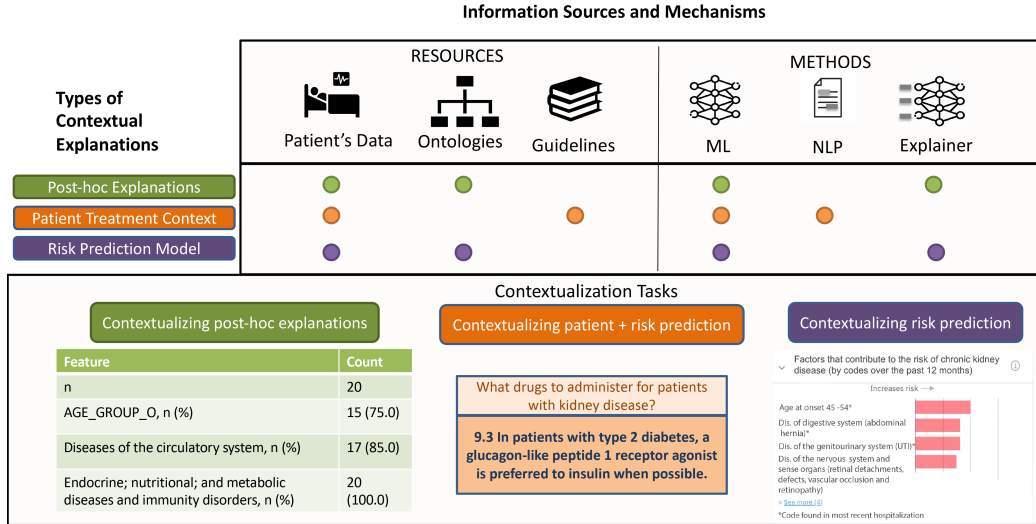 Information Sources and Mechanisms
Types of
Contextual
Explanations
RESOURCES
METHODS
Patient's Data
Ontologies
Guidelines
ML
NLP
Explainer
Post-hoc Explanations
Patient Treatment Context
Risk Prediction Model
Contextualization Tasks
Contextualizing post-hoc explanations
Feature Count
n 20
AGE_GROUP_O, n (%) 15 (75.0)
Diseases of the circulatory system, n (%) 17 (85.0)
Endocrine; nutritional; and metabolic 20
diseases and immunity disorders, n (%) (100.0)
Contextualizing patient + risk prediction
What drugs to administer for patients
with kidney disease?
9.3 In patients with type 2 diabetes, a
glucagon-like peptide 1 receptor agonist
is preferred to insulin when possible.
Contextualizing risk prediction
Factors that contribute to the risk of chronic kidney
disease (by codes over the past 12 months)
Increases risk
Age at onset 45 -54*
Dis. of digestive system (abdominal
hernia)*
Dis. of the genitourinary system (UTI)*
Dis. of the nervous system and
sense organs (retinal detachments,
defects, vascular occlusion and
retinopathy)
> See more (4)
*Code found in most recent hospitalization